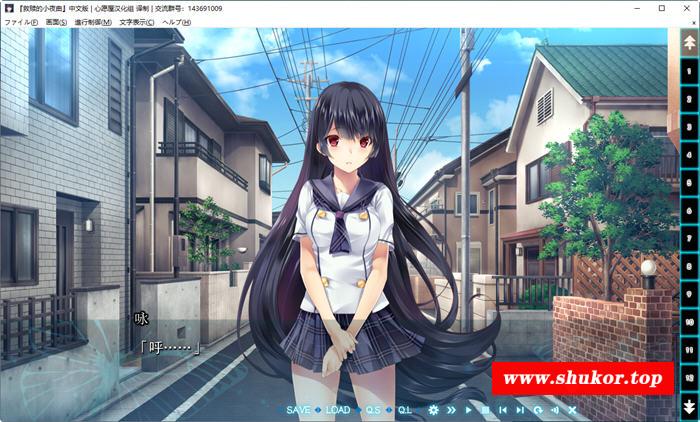 『救赎的小夜曲』中文版 | 心愿屋汉化组 译制 | 交流群号：143691009
ファイル(F) 画面(S) 進行制御(M) 文字表示(C) ヘルプ(H)
1
2
3
4
5
6
7
8
9
10
11
12
咏
「呼……」
www.shukor.top
SAVE LOAD Q.S Q.L